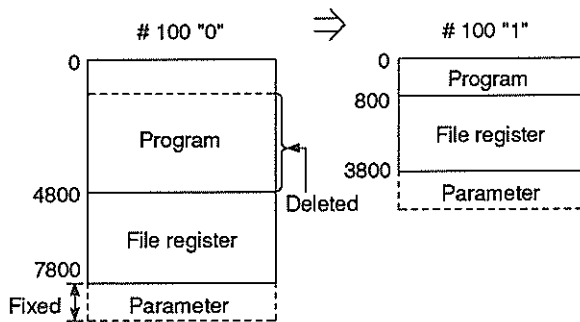 # 100 "0"
⇒
# 100 "1"
0
Program
4800
File register
7800
Fixed
Parameter
Deleted
0
Program
800
File register
3800
Parameter